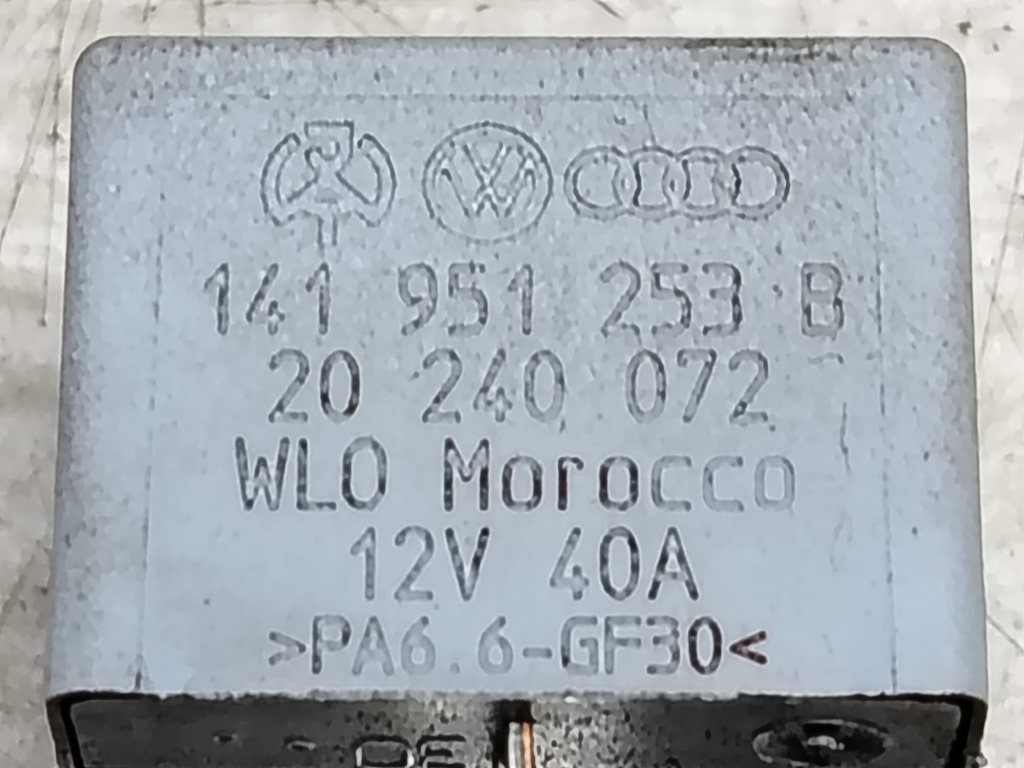 141 951 253 B
20 240 072
WLO Morocco
12V 40A
>PA6.6-GF30<